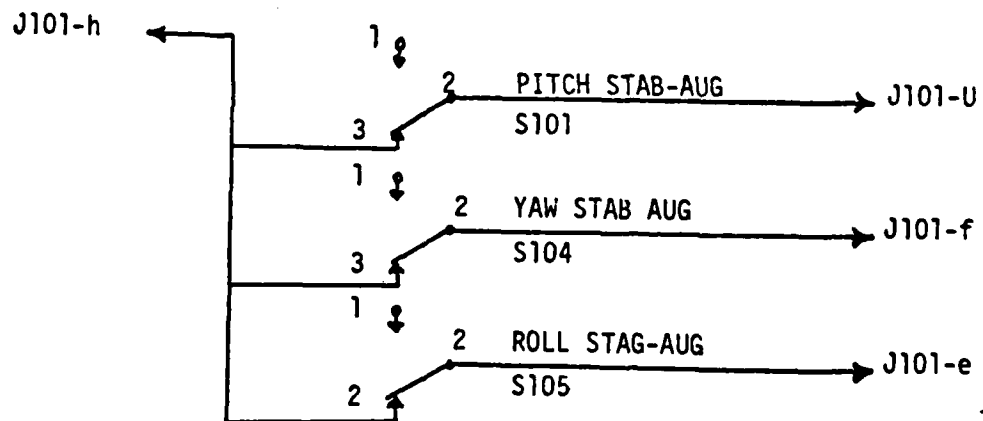 J101-h
1
2 PITCH STAB-AUG
J101-U
3
S101
1
2 YAW STAB AUG
J101-f
3
S104
1
2 ROLL STAG-AUG
J101-e
2
S105